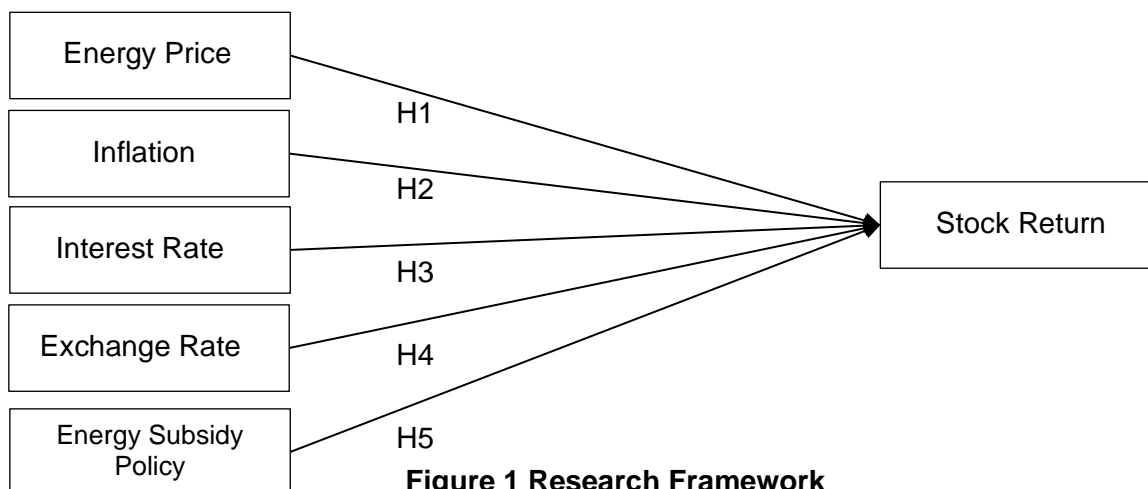 Energy Price
H1
Inflation
H2
Interest Rate
H3
Exchange Rate
H4
Energy Subsidy
Policy
H5
Stock Return
Figure 1 Research Framework